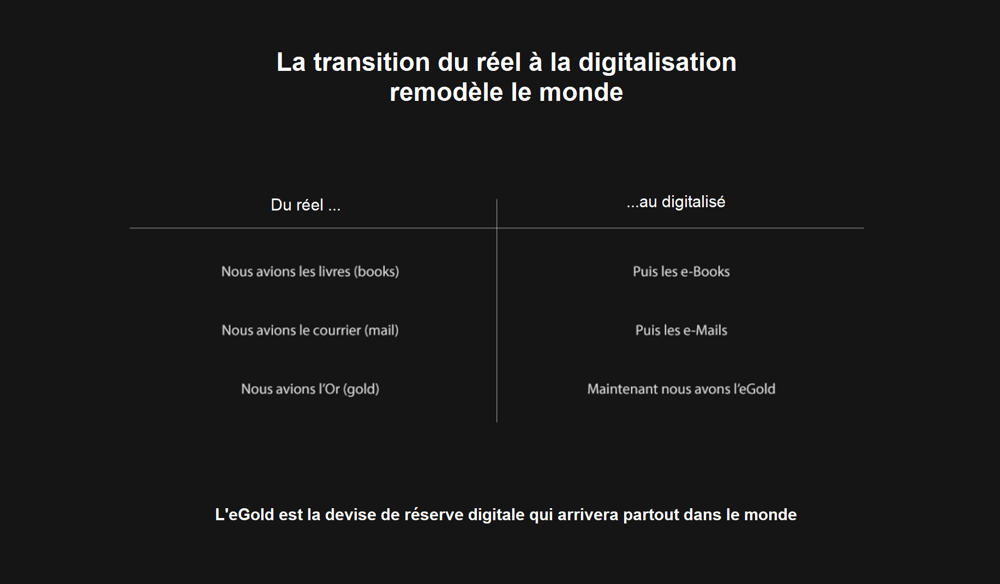 La transition du réel à la digitalisation
remodèle le monde
Du réel ...
...au digitalisé
Nous avions les livres (books)
Puis les e-Books
Nous avions le courrier (mail)
Puis les e-Mails
Nous avions l’Or (gold)
Maintenant nous avons l’eGold
L'eGold est la devise de réserve digitale qui arrivera partout dans le monde